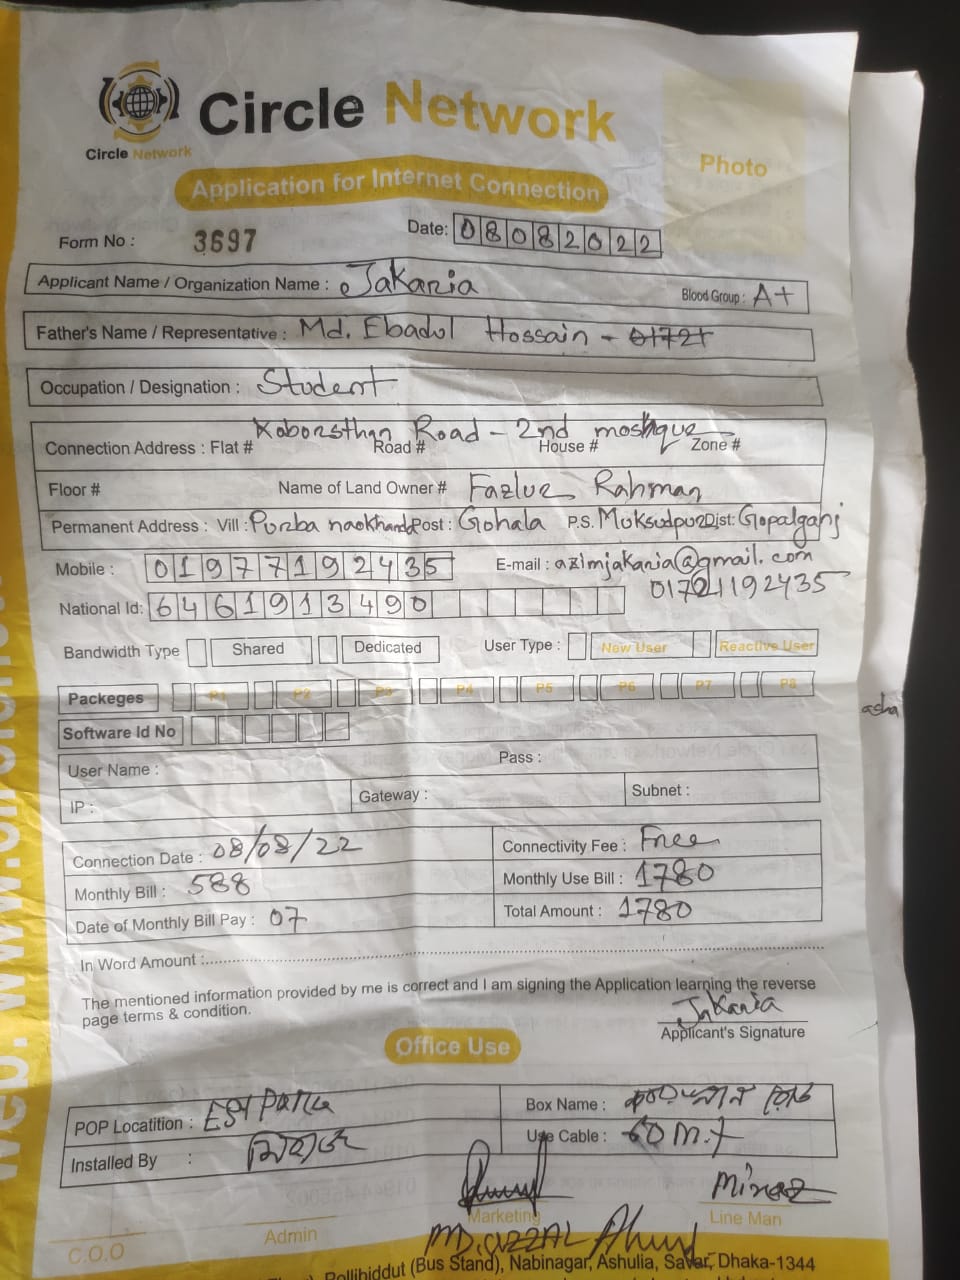 Circle Network
Circle Network
Photo
Application for Internet Connection
Form No : 3697
Date: 08082022
Applicant Name / Organization Name : Jakaria
Blood Group : A+
Father's Name / Representative : Md. Ebadul Hossain - 01721
Occupation / Designation : Student
Koborsthan Road - 2nd moshque
Connection Address : Flat # Road # House # Zone #
Floor # Name of Land Owner # Fazlur Rahman
Permanent Address : Vill : Purba naokhanda Post : Gohala P.S. Muksudpur Dist: Gopalganj
Mobile : 01977192435 E-mail : azimjakaria@gmail.com
01721192435
National Id: 6461913490
Bandwidth Type Shared Dedicated User Type : New User Reactive User
Packeges P1 P2 P3 P4 P5 P6 P7 P8
asha
Software Id No
User Name : Pass :
IP : Gateway : Subnet :
Connection Date : 08/08/22 Connectivity Fee : Free
Monthly Bill : 588 Monthly Use Bill : 1780
Date of Monthly Bill Pay : 07 Total Amount : 1780
In Word Amount :
The mentioned information provided by me is correct and I am signing the Application learning the reverse
page terms & condition.
Jakaria
Applicant's Signature
Office Use
POP Locatition : Box Name :
Installed By : মিরাজ Use Cable : 60 m.t
Miraz
C.O.O Admin Marketing Line Man
MD.
Pollibiddut (Bus Stand), Nabinagar, Ashulia, Savar, Dhaka-1344